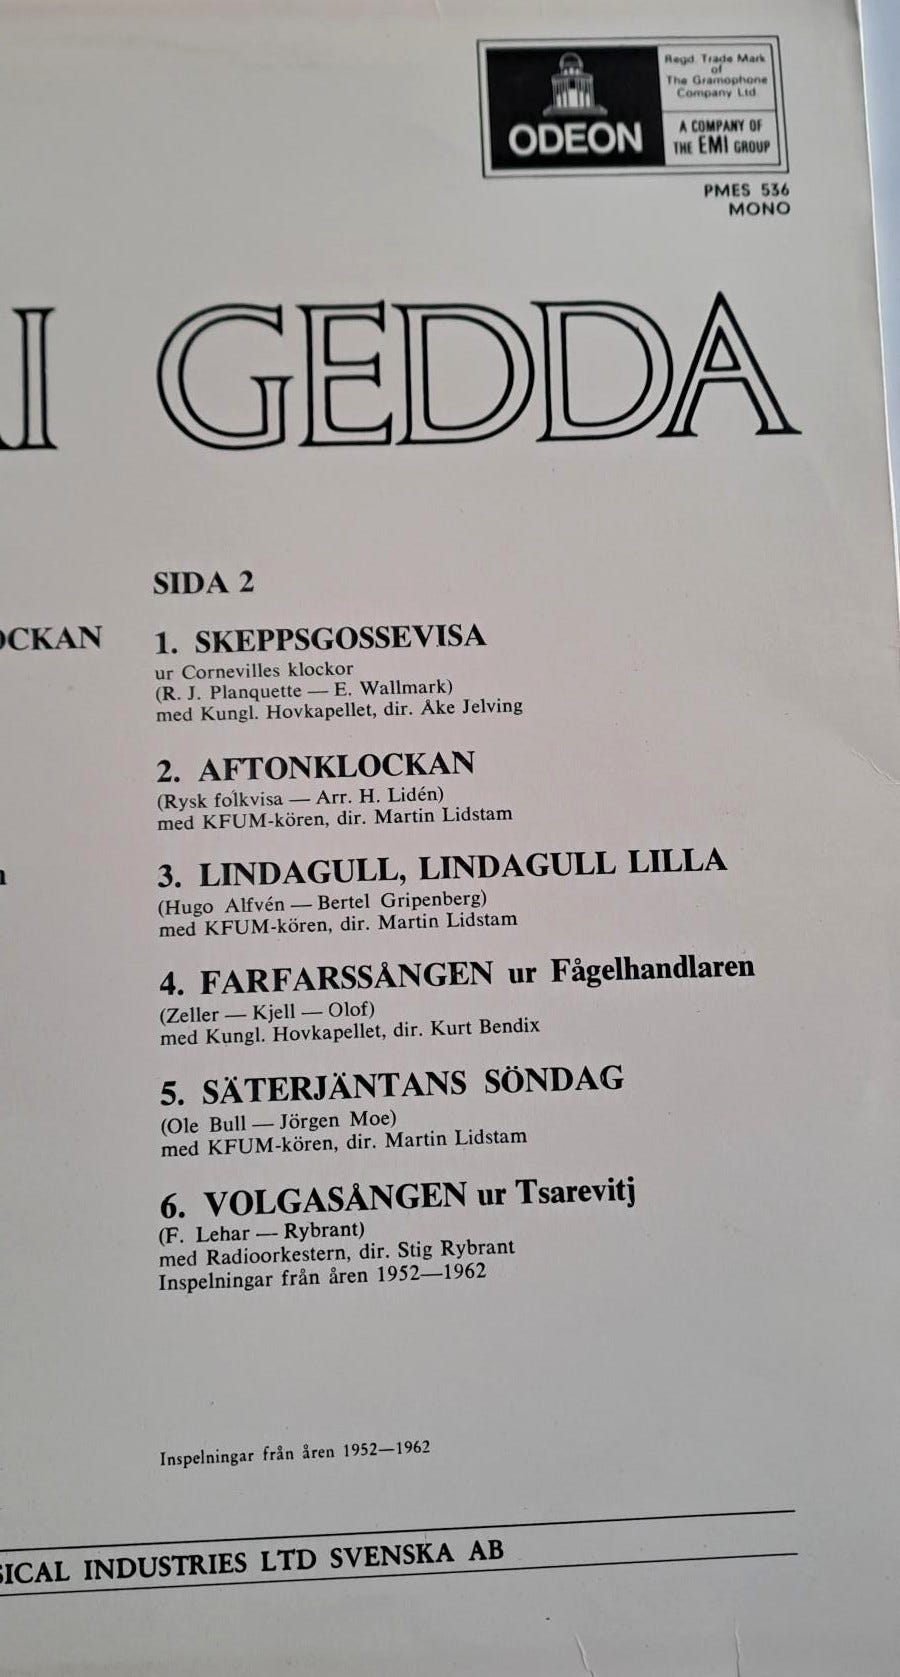 ODEON
Regd. Trade Mark
of
The Gramophone
Company Ltd.
A COMPANY OF
THE EMI GROUP
PMES 536
MONO
GEDDA
SIDA 2
1. SKEPPSGOSSEVISA
ur Cornevilles klockor
(R. J. Planquette — E. Wallmark)
med Kungl. Hovkapellet, dir. Åke Jelving
2. AFTONKLOCKAN
(Rysk folkvisa — Arr. H. Lidén)
med KFUM-kören, dir. Martin Lidstam
3. LINDAGULL, LINDAGULL LILLA
(Hugo Alfvén — Bertel Gripenberg)
med KFUM-kören, dir. Martin Lidstam
4. FARFARSSÅNGEN ur Fågelhandlaren
(Zeller — Kjell — Olof)
med Kungl. Hovkapellet, dir. Kurt Bendix
5. SÄTERJÄNTANS SÖNDAG
(Ole Bull — Jörgen Moe)
med KFUM-kören, dir. Martin Lidstam
6. VOLGASÅNGEN ur Tsarevitj
(F. Lehar — Rybrant)
med Radioorkestern, dir. Stig Rybrant
Inspelningar från åren 1952—1962
Inspelningar från åren 1952—1962
INDUSTRIES LTD SVENSKA AB